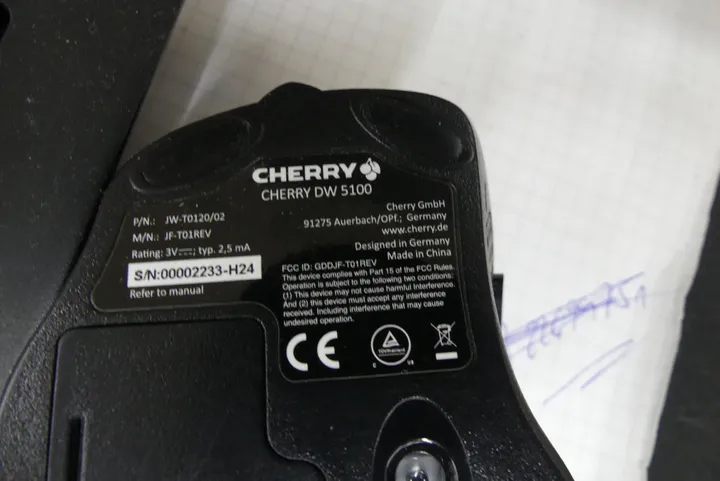 CHERRY
CHERRY DW 5100
P/N.: JW-T0120/02
M/N.: JF-T01REV
Rating: 3V⎓; typ. 2,5 mA
S/N:00002233-H24
Refer to manual
Cherry GmbH
91275 Auerbach/Opf.; Germany
www.cherry.de
Designed in Germany
Made in China
FCC ID: GDDJF-T01REV
This device complies with Part 15 of the FCC Rules.
Operation is subject to the following two conditions:
(1) This device may not cause harmful Interference.
And (2) this device must accept any interference
received. Including interference that may cause
undesired operation.
CE
TÜVRheinland
C US